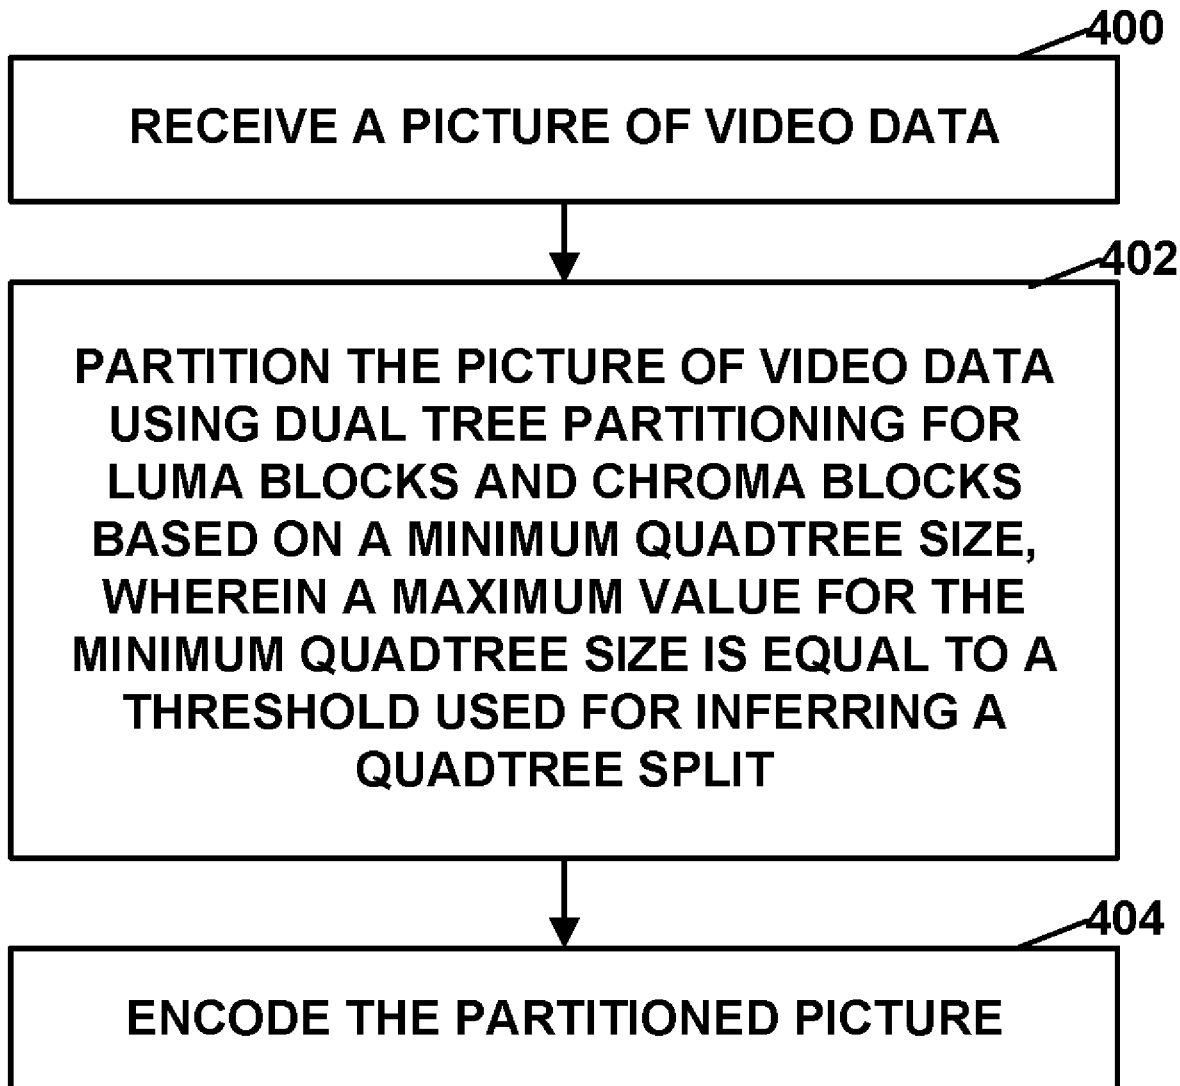 400
RECEIVE A PICTURE OF VIDEO DATA
402
PARTITION THE PICTURE OF VIDEO DATA
USING DUAL TREE PARTITIONING FOR
LUMA BLOCKS AND CHROMA BLOCKS
BASED ON A MINIMUM QUADTREE SIZE,
WHEREIN A MAXIMUM VALUE FOR THE
MINIMUM QUADTREE SIZE IS EQUAL TO A
THRESHOLD USED FOR INFERRING A
QUADTREE SPLIT
404
ENCODE THE PARTITIONED PICTURE